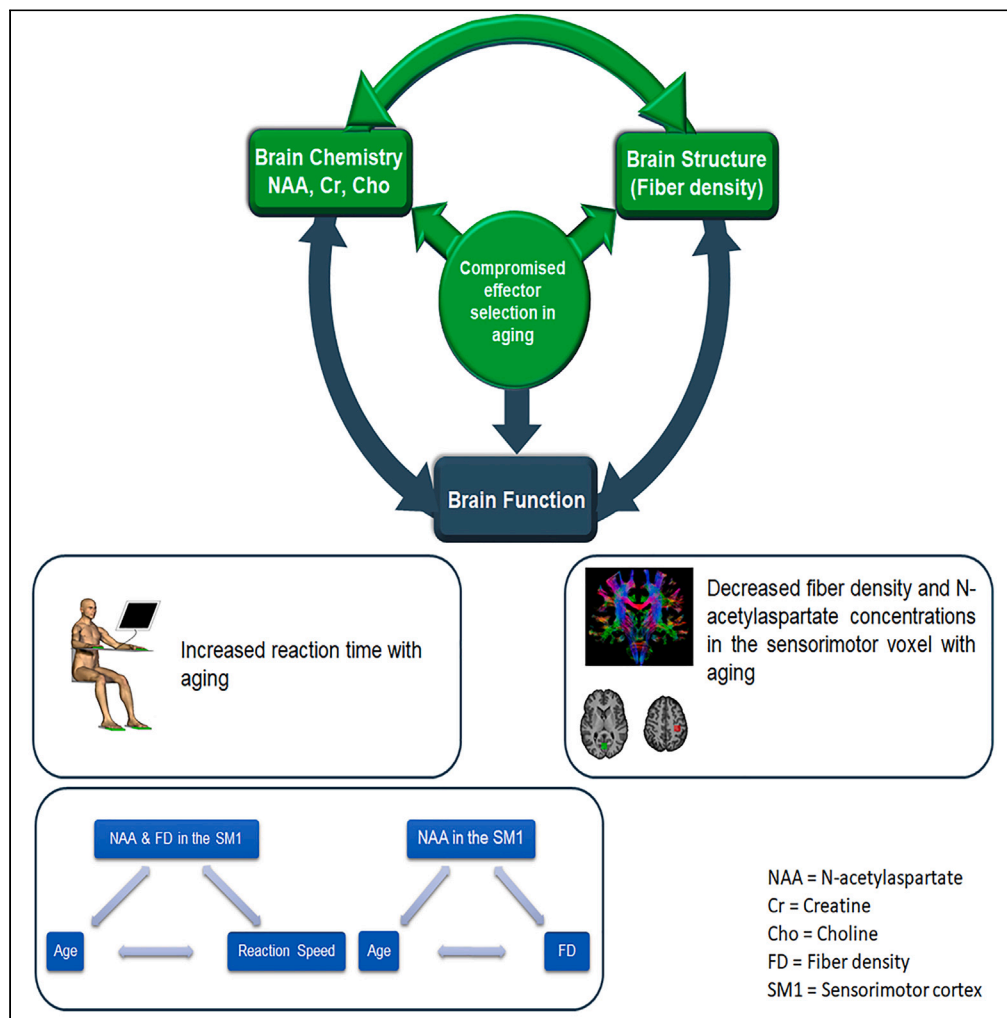 Brain Chemistry
NAA, Cr, Cho
Brain Structure
(Fiber density)
Compromised
effector
selection in
aging
Brain Function
Increased reaction time with
aging
Decreased fiber density and N-
acetylaspartate concentrations
in the sensorimotor voxel with
aging
NAA & FD in the SM1
Age
Reaction Speed
NAA in the SM1
Age
FD
NAA = N-acetylaspartate
Cr = Creatine
Cho = Choline
FD = Fiber density
SM1 = Sensorimotor cortex